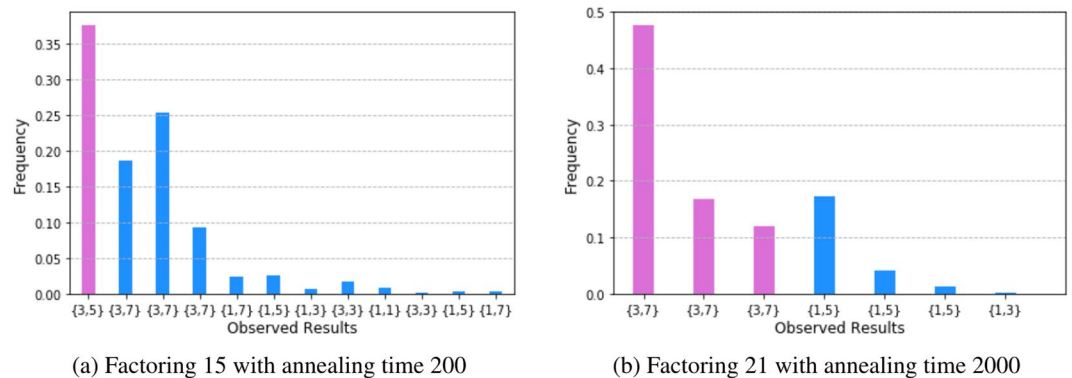 0.35
0.30
0.25
0.20
0.15
0.10
0.05
0.00
Frequency
{3,5} {3,7} {3,7} {3,7} {1,7} {1,5} {1,3} {3,3} {1,1} {3,3} {1,5} {1,7}
Observed Results
(a) Factoring 15 with annealing time 200
0.5
0.4
0.3
0.2
0.1
0.0
Frequency
{3,7} {3,7} {3,7} {1,5} {1,5} {1,5} {1,3}
Observed Results
(b) Factoring 21 with annealing time 2000